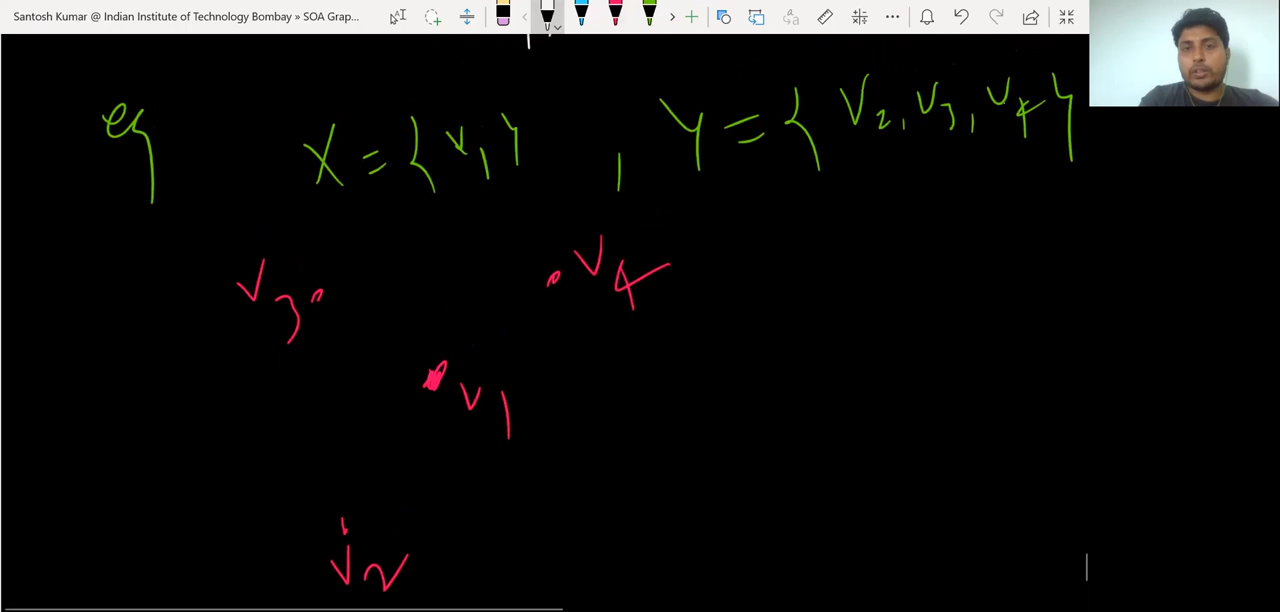 Santosh Kumar @ Indian Institute of Technology Bombay » SOA Grap...
eg X = { v1 } , Y = { V2, V3, V4 }
V3 V4
V1
V2